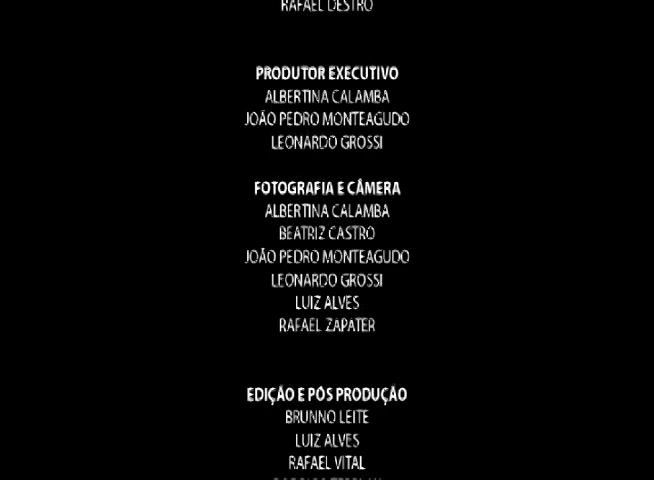 RAFAEL DESTRO
PRODUTOR EXECUTIVO
ALBERTINA CALAMBA
JOÃO PEDRO MONTEAGUDO
LEONARDO GROSSI
FOTOGRAFIA E CÂMERA
ALBERTINA CALAMBA
BEATRIZ CASTRO
JOÃO PEDRO MONTEAGUDO
LEONARDO GROSSI
LUIZ ALVES
RAFAEL ZAPATER
EDIÇÃO E PÓS PRODUÇÃO
BRUNNO LEITE
LUIZ ALVES
RAFAEL VITAL